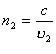 n₂ = c / υ₂